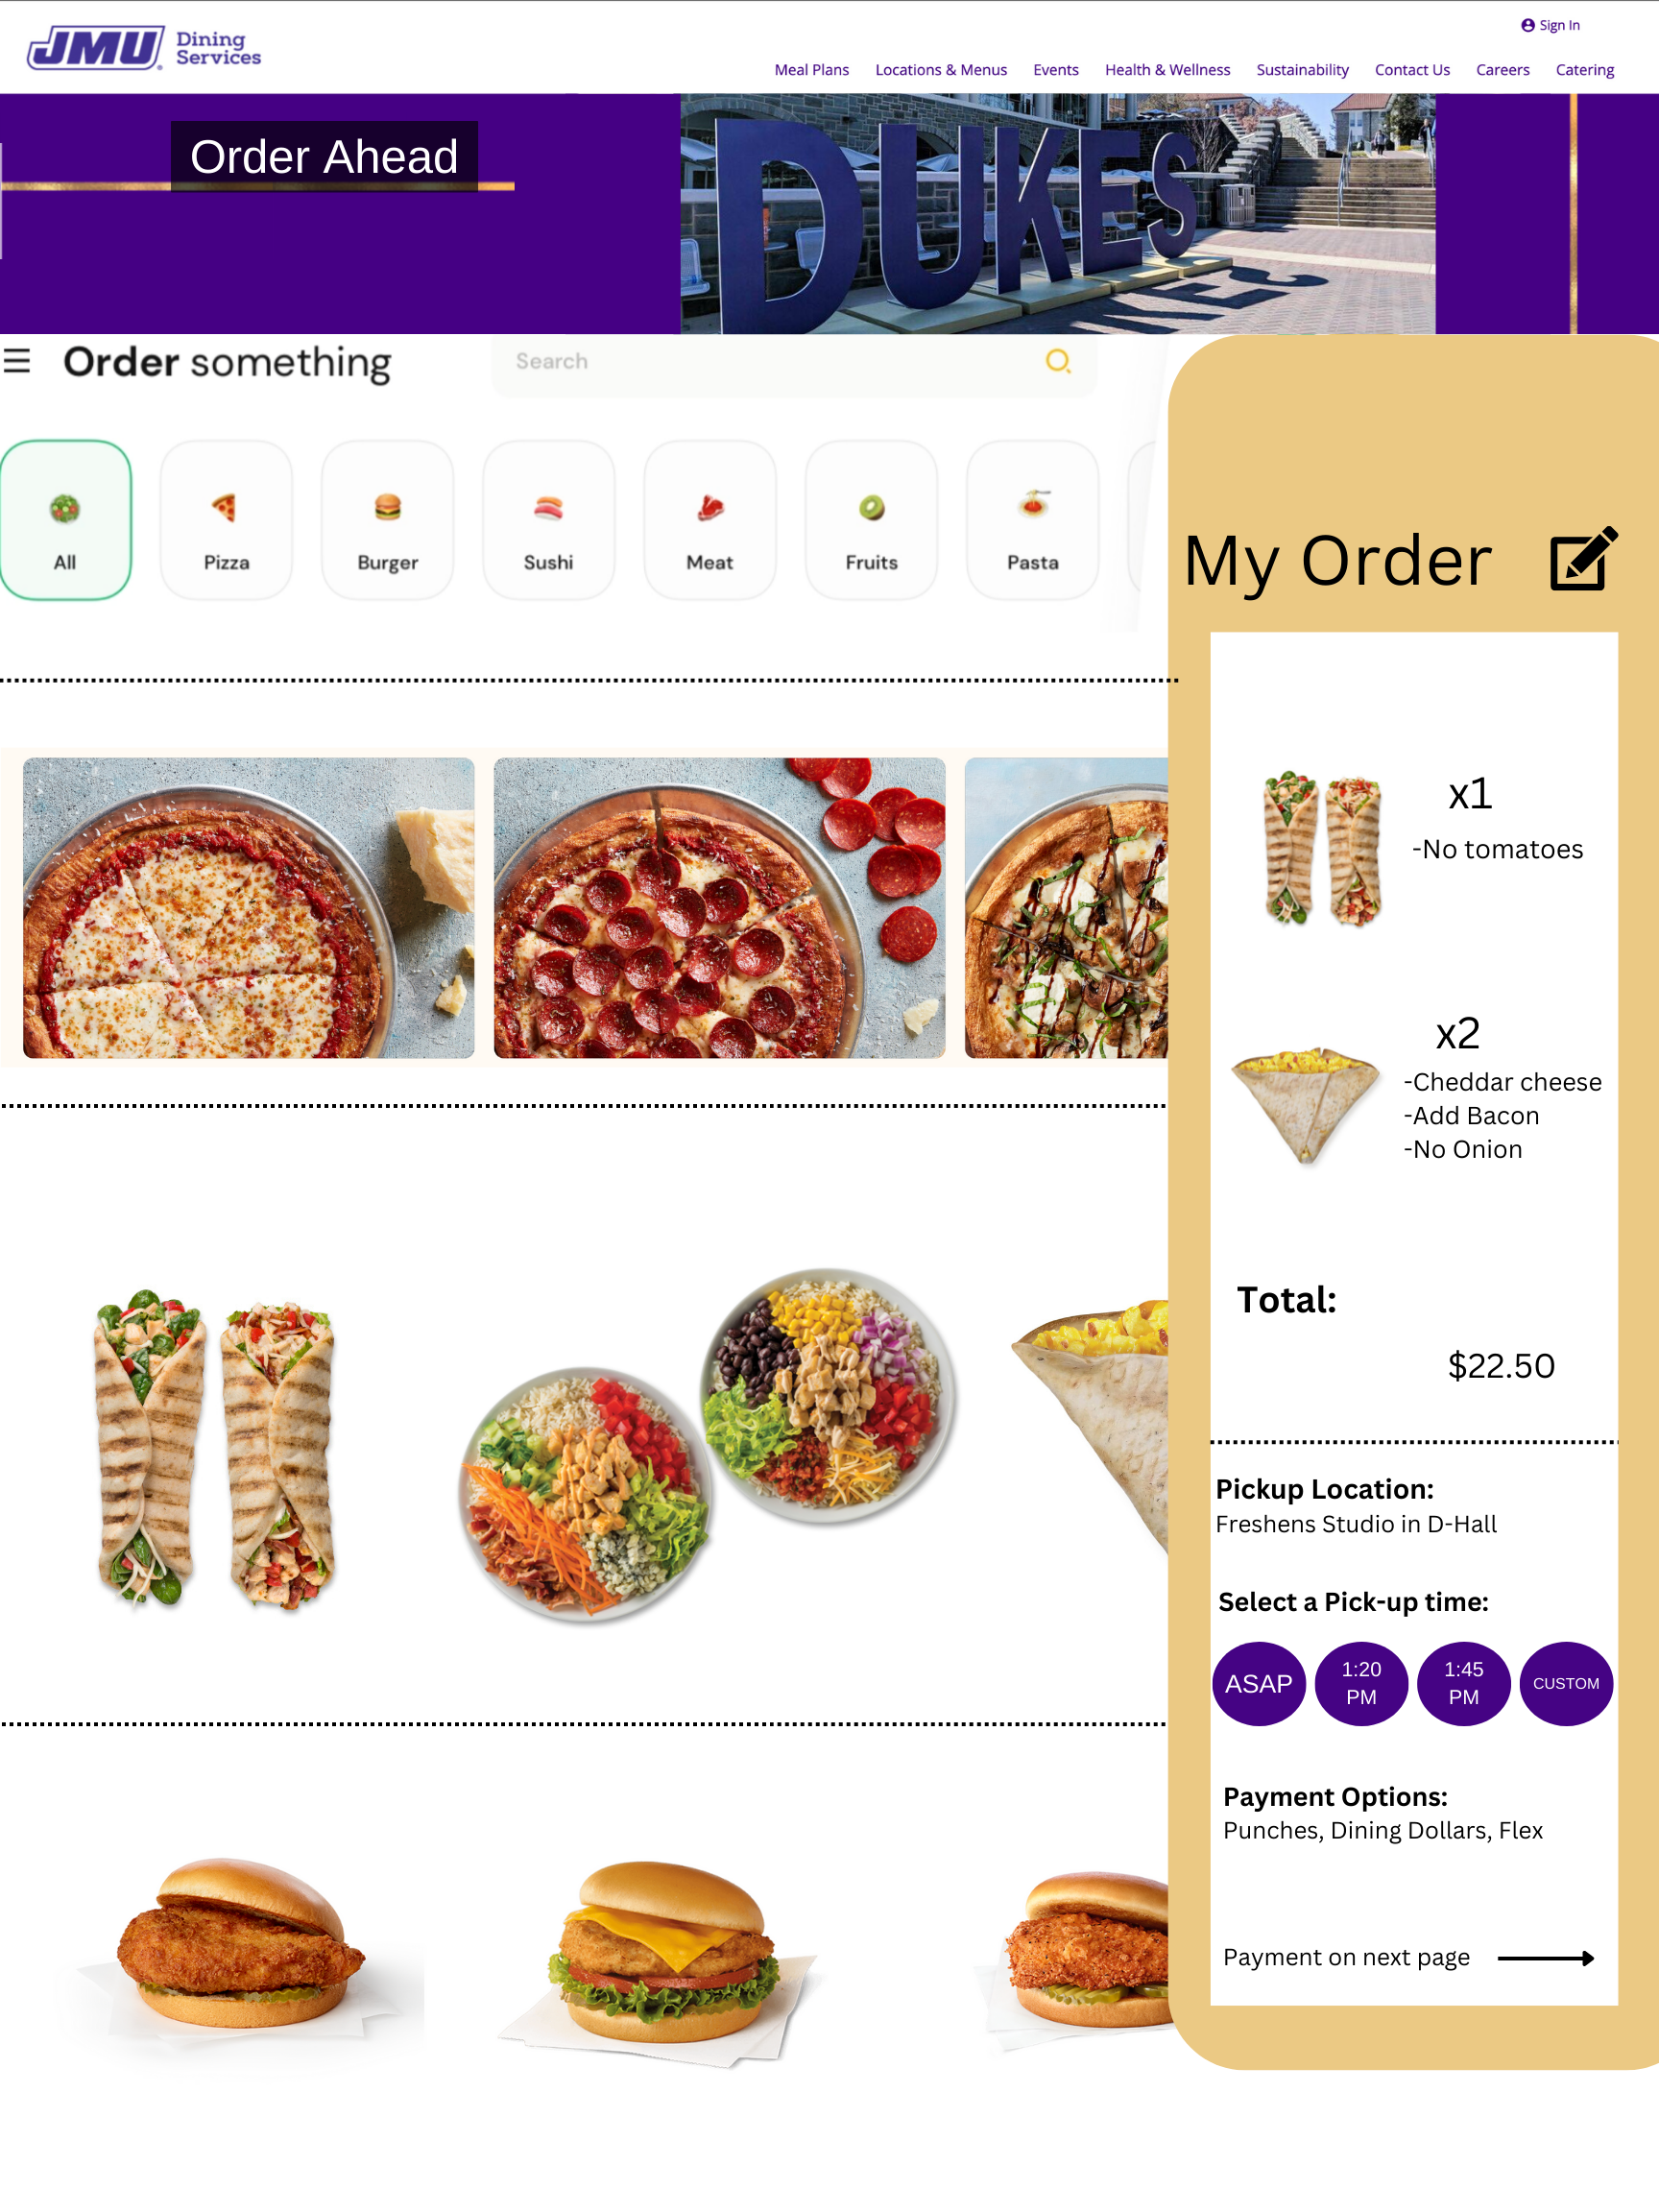 JMU Dining
Services
Sign In
Meal Plans Locations & Menus Events Health & Wellness Sustainability Contact Us Careers Catering
Order Ahead
DUKES
Order something
Search
All Pizza Burger Sushi Meat Fruits Pasta
My Order
x1
-No tomatoes
x2
-Cheddar cheese
-Add Bacon
-No Onion
Total:
$22.50
Pickup Location:
Freshens Studio in D-Hall
Select a Pick-up time:
ASAP
1:20
PM
1:45
PM
CUSTOM
Payment Options:
Punches, Dining Dollars, Flex
Payment on next page